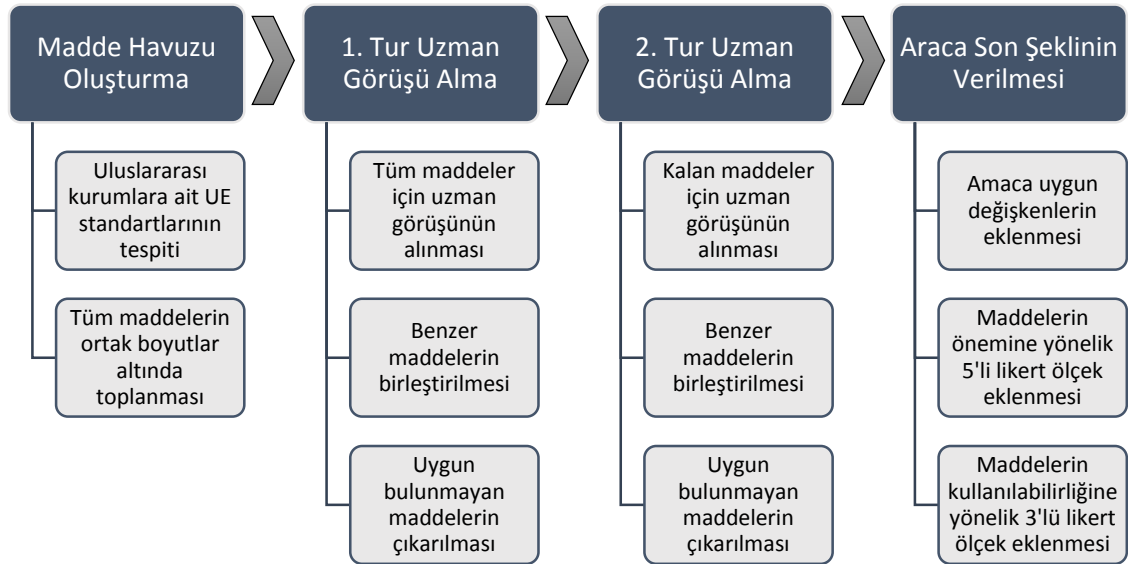 Madde Havuzu
Oluşturma
Uluslararası
kurumlara ait UE
standartlarının
tespiti
Tüm maddelerin
ortak boyutlar
altında
toplanması
1. Tur Uzman
Görüşü Alma
Tüm maddeler
için uzman
görüşünün
alınması
Benzer
maddelerin
birleştirilmesi
Uygun
bulunmayan
maddelerin
çıkarılması
2. Tur Uzman
Görüşü Alma
Kalan maddeler
için uzman
görüşünün
alınması
Benzer
maddelerin
birleştirilmesi
Uygun
bulunmayan
maddelerin
çıkarılması
Araca Son Şeklinin
Verilmesi
Amaca uygun
değişkenlerin
eklenmesi
Maddelerin
önemine yönelik
5'li likert ölçek
eklenmesi
Maddelerin
kullanılabilirliğine
yönelik 3'lü likert
ölçek eklenmesi